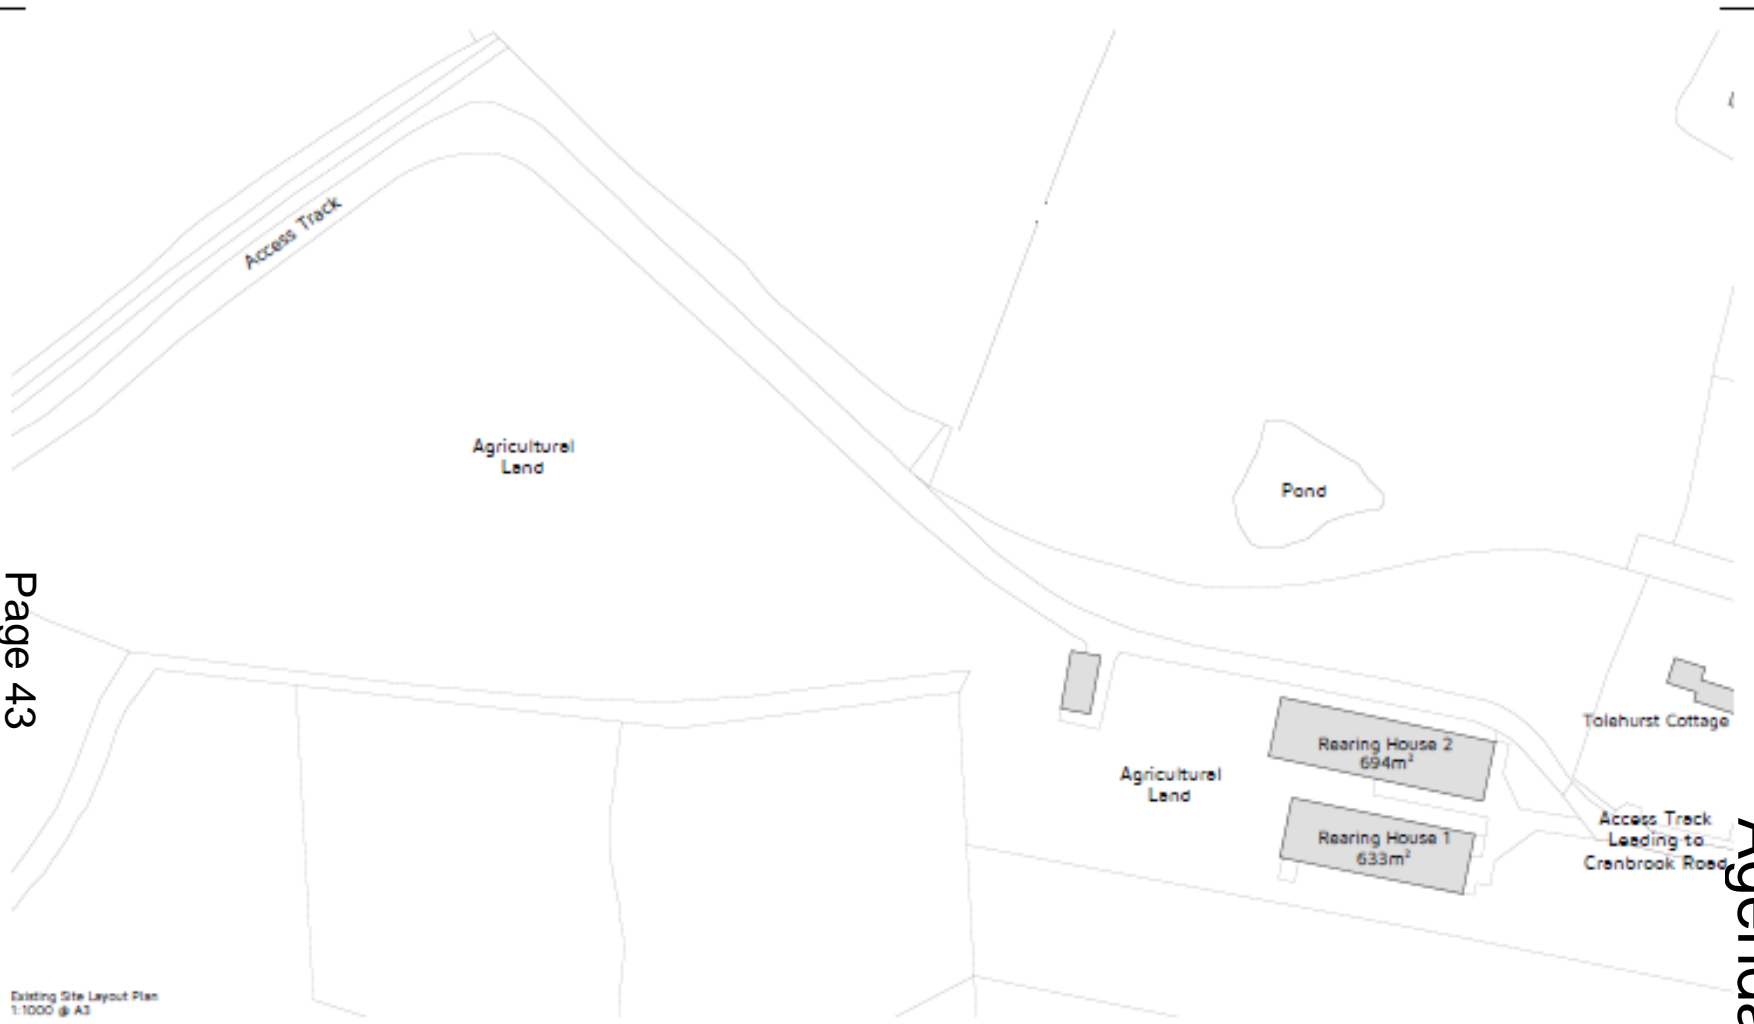 Access Track
Agricultural
Land
Pond
Page 43
Tolehurst Cottage
Rearing House 2
694m²
Agricultural
Land
Rearing House 1
633m²
Access Track
Leading to
Cranbrook Road
Agenda
Existing Site Layout Plan
1:1000 @ A3